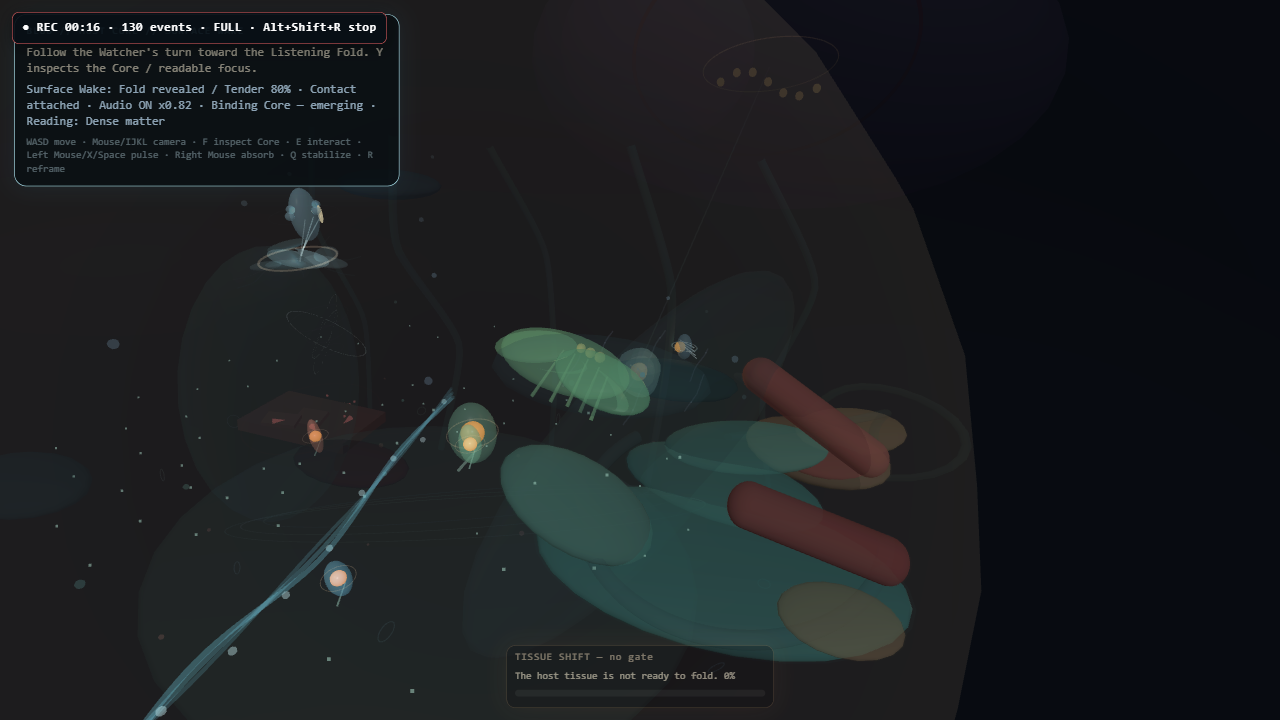 ● REC 00:16 · 130 events · FULL · Alt+Shift+R stop
Follow the Watcher's turn toward the Listening Fold. Y
inspects the Core / readable focus.
Surface Wake: Fold revealed / Tender 80% · Contact
attached · Audio ON x0.82 · Binding Core — emerging ·
Reading: Dense matter
WASD move · Mouse/IJKL camera · F inspect Core · E interact ·
Left Mouse/X/Space pulse · Right Mouse absorb · Q stabilize · R
reframe
TISSUE SHIFT — no gate
The host tissue is not ready to fold. 0%